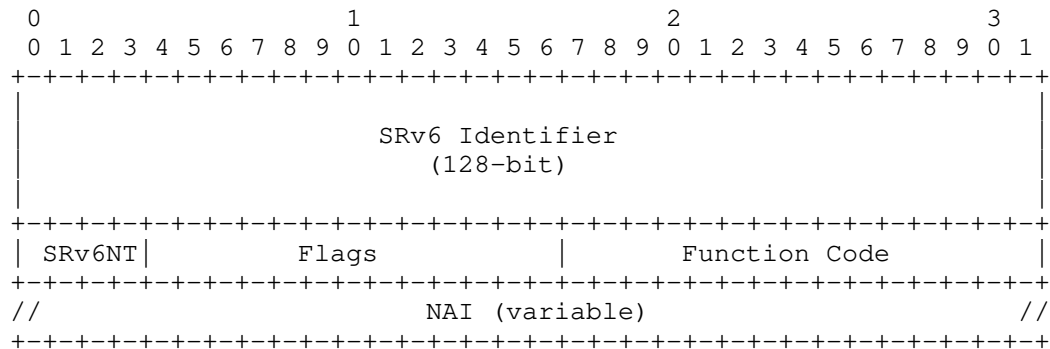 0                   1                   2                   3
0 1 2 3 4 5 6 7 8 9 0 1 2 3 4 5 6 7 8 9 0 1 2 3 4 5 6 7 8 9 0 1
+-+-+-+-+-+-+-+-+-+-+-+-+-+-+-+-+-+-+-+-+-+-+-+-+-+-+-+-+-+-+-+-+
SRv6 Identifier
(128-bit)
+-+-+-+-+-+-+-+-+-+-+-+-+-+-+-+-+-+-+-+-+-+-+-+-+-+-+-+-+-+-+-+-+
| SRv6NT| Flags | Function Code |
+-+-+-+-+-+-+-+-+-+-+-+-+-+-+-+-+-+-+-+-+-+-+-+-+-+-+-+-+-+-+-+-+
// NAI (variable) //
+-+-+-+-+-+-+-+-+-+-+-+-+-+-+-+-+-+-+-+-+-+-+-+-+-+-+-+-+-+-+-+-+